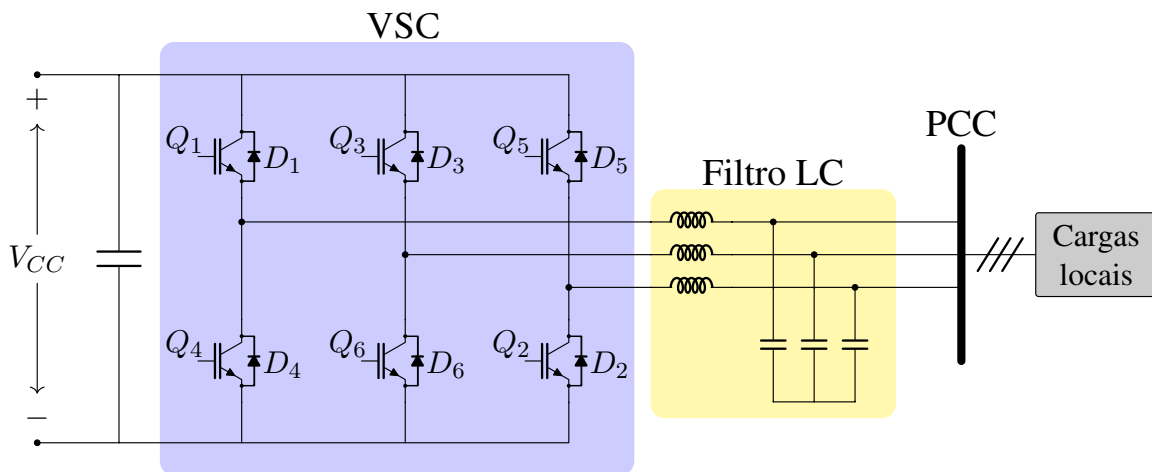 VSC
+
Q1
D1
Q3
D3
Q5
D5
PCC
Filtro LC
VCC
Cargas
locais
Q4
D4
Q6
D6
Q2
D2
−